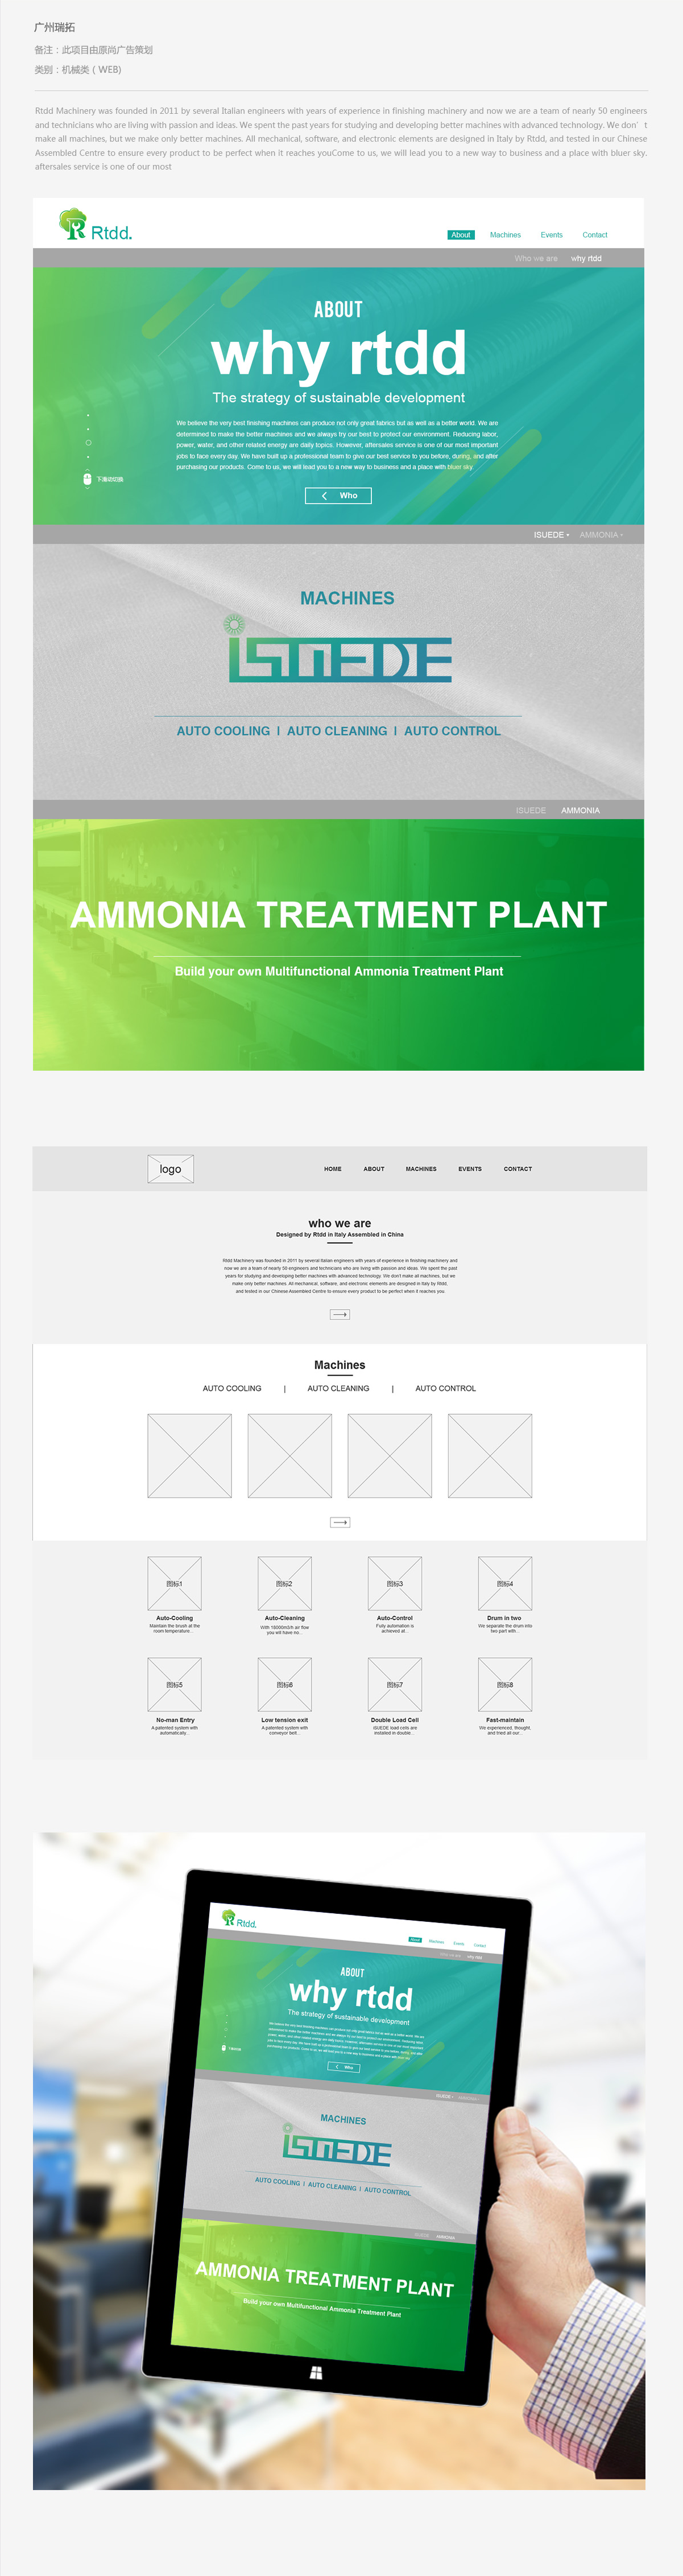 广州瑞拓
备注：此项目由原尚广告策划
类别：机械类（WEB)
Rtdd Machinery was founded in 2011 by several Italian engineers with years of experience in finishing machinery and now we are a team of nearly 50 engineers
and technicians who are living with passion and ideas. We spent the past years for studying and developing better machines with advanced technology. We don’t
make all machines, but we make only better machines. All mechanical, software, and electronic elements are designed in Italy by Rtdd, and tested in our Chinese
Assembled Centre to ensure every product to be perfect when it reaches youCome to us, we will lead you to a new way to business and a place with bluer sky.
aftersales service is one of our most
Rtdd.
About Machines Events Contact
Who we are why rtdd
ABOUT
why rtdd
The strategy of sustainable development
We believe the very best finishing machines can produce not only great fabrics but as well as a better world. We are
determined to make the better machines and we always try our best to protect our environment. Reducing labor,
power, water, and other related energy are daily topics. However, aftersales service is one of our most important
jobs to face every day. We have built up a professional team to give our best service to you before, during, and after
purchasing our products. Come to us, we will lead you to a new way to business and a place with bluer sky.
下滑动切换
Who
ISUEDE AMMONIA
MACHINES
iSUEDE
AUTO COOLING | AUTO CLEANING | AUTO CONTROL
ISUEDE AMMONIA
AMMONIA TREATMENT PLANT
Build your own Multifunctional Ammonia Treatment Plant
logo
HOME ABOUT MACHINES EVENTS CONTACT
who we are
Designed by Rtdd in Italy Assembled in China
Rtdd Machinery was founded in 2011 by several Italian engineers with years of experience in finishing machinery and
now we are a team of nearly 50 engineers and technicians who are living with passion and ideas. We spent the past
years for studying and developing better machines with advanced technology. We don't make all machines, but we
make only better machines. All mechanical, software, and electronic elements are designed in Italy by Rtdd,
and tested in our Chinese Assembled Centre to ensure every product to be perfect when it reaches you.
Machines
AUTO COOLING | AUTO CLEANING | AUTO CONTROL
图标1 图标2 图标3 图标4
Auto-Cooling Auto-Cleaning Auto-Control Drum in two
Maintain the brush at the With 18000m3/h air flow Fully automation is We separate the drum into
room temperature... you will have no... achieved at... two part with...
图标5 图标6 图标7 图标8
No-man Entry Low tension exit Double Load Cell Fast-maintain
A patented system with A patented system with iSUEDE load cells are We experienced, thought,
automatically... conveyor belt... installed in double... and tried all our...
Rtdd.
About Machines Events Contact
why rtdd
ABOUT
why rtdd
The strategy of sustainable development
Who
ISUEDE
MACHINES
iSUEDE
AUTO COOLING | AUTO CLEANING | AUTO CONTROL
ISUEDE AMMONIA
AMMONIA TREATMENT PLANT
Build your own Multifunctional Ammonia Treatment Plant